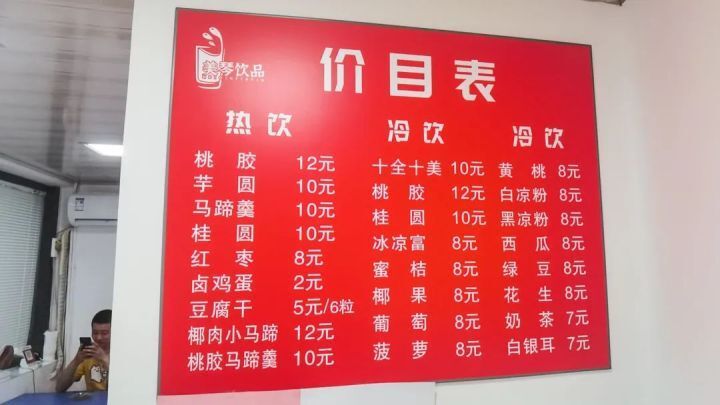 美琴饮品
价目表
热饮
桃胶 12元
芋圆 10元
马蹄羹 10元
桂圆 10元
红枣 8元
卤鸡蛋 2元
豆腐干 5元/6粒
椰肉小马蹄 12元
桃胶马蹄羹 10元
冷饮
十全十美 10元
桃胶 12元
桂圆 10元
冰凉富 8元
蜜桔 8元
椰果 8元
葡萄 8元
菠萝 8元
冷饮
黄桃 8元
白凉粉 8元
黑凉粉 8元
西瓜 8元
绿豆 8元
花生 8元
奶茶 7元
白银耳 7元